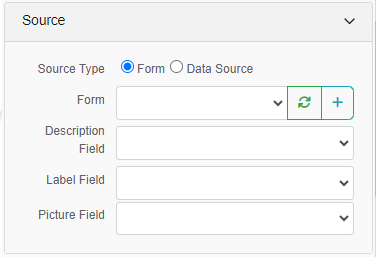 Source
Source Type Form Data Source
Form
Description
Field
Label Field
Picture Field